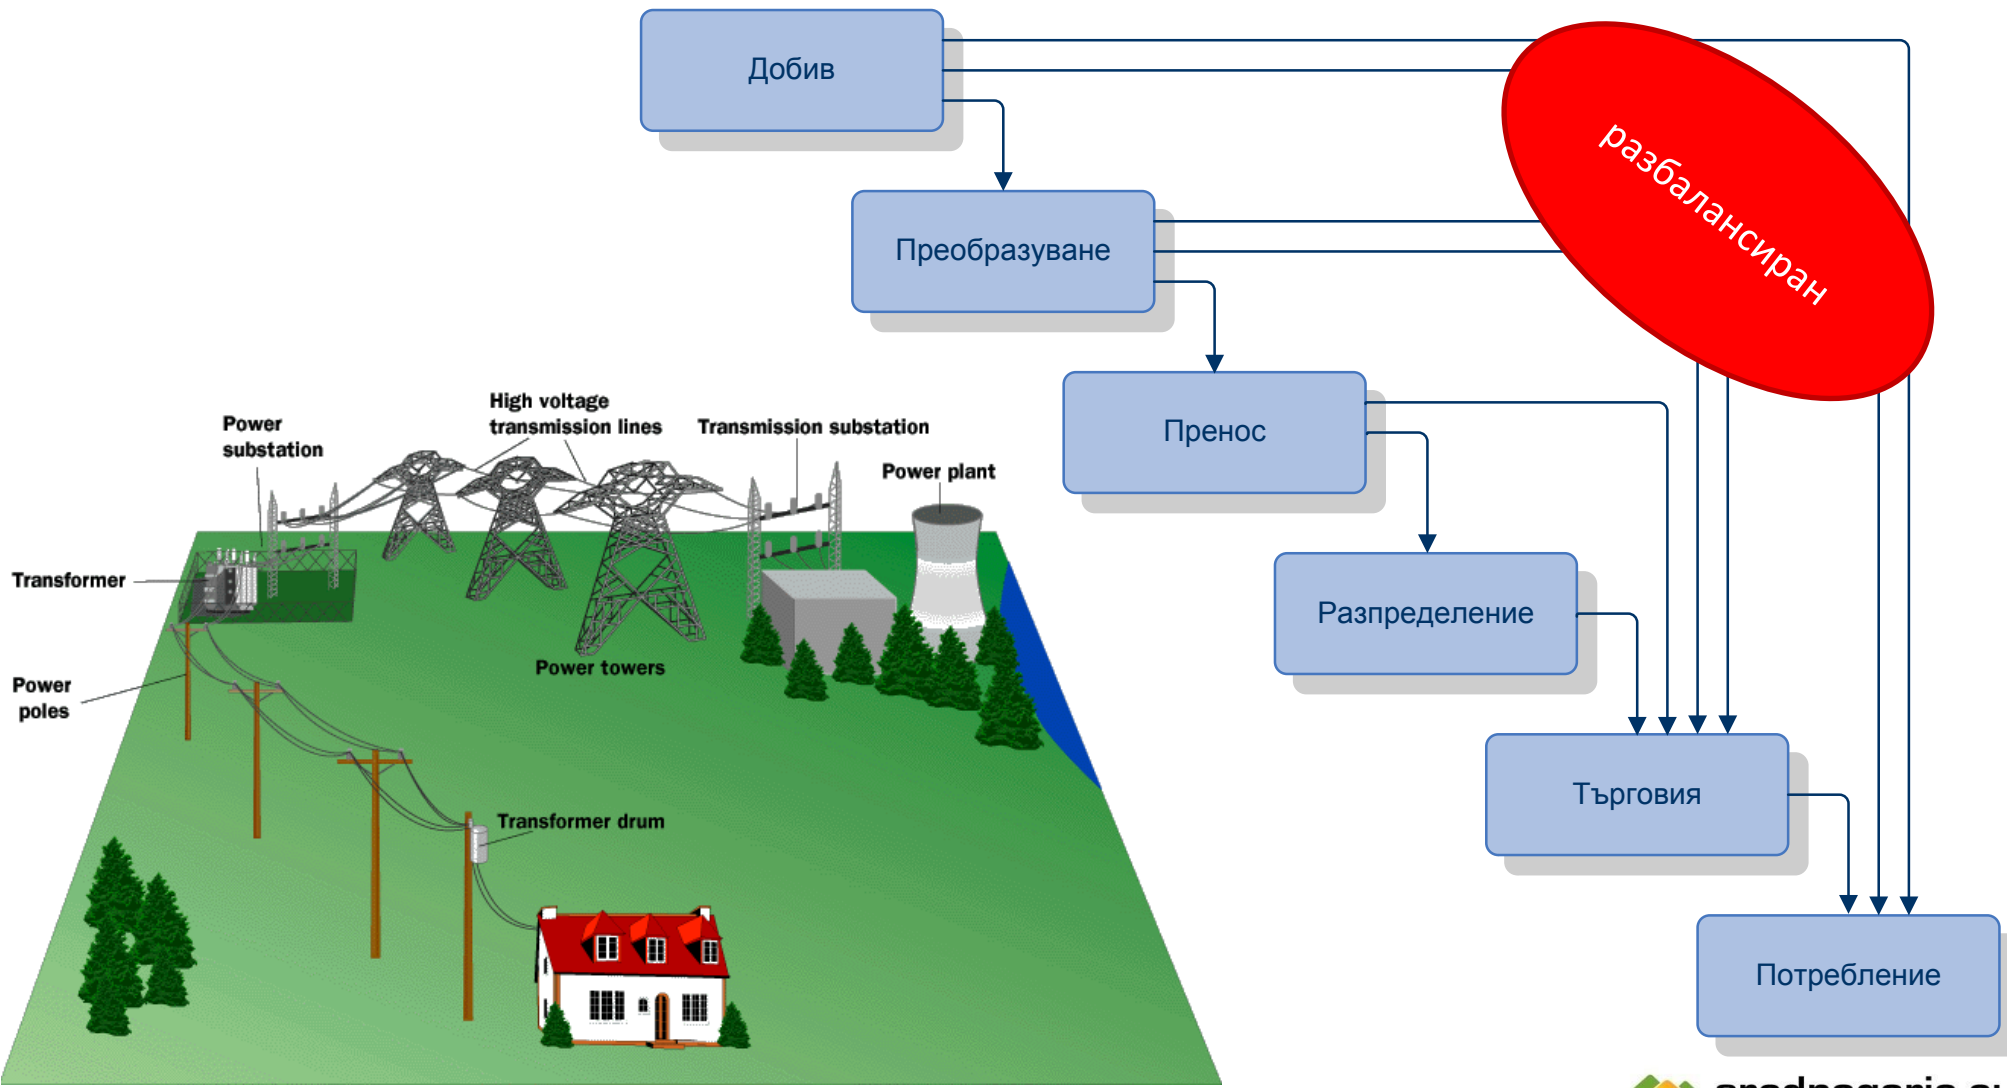 Добив
разбалансиран
Преобразуване
Пренос
Разпределение
Търговия
Потребление
High voltage
transmission lines
Power
substation
Transmission substation
Power plant
Transformer
Power towers
Power
poles
Transformer drum